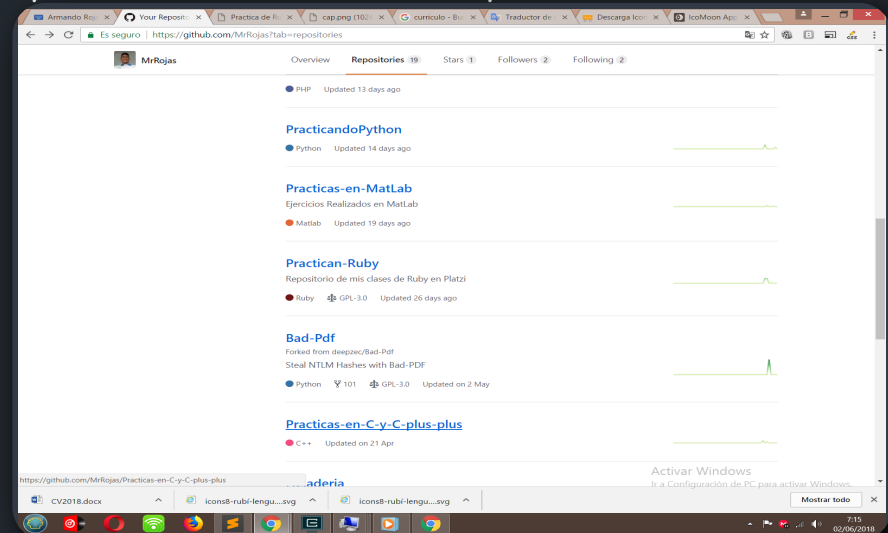 Armando Roj
Your Reposito
Practica de Ru
cap.png (102
curriculo - Bu
Traductor de
Descarga Icon
IcoMoon App
Es seguro | https://github.com/MrRojas?tab=repositories
MrRojas
Overview Repositories 19 Stars 1 Followers 2 Following 2
PHP Updated 13 days ago
PracticandoPython
Python Updated 14 days ago
Practicas-en-MatLab
Ejercicios Realizados en MatLab
Matlab Updated 19 days ago
Practican-Ruby
Repositorio de mis clases de Ruby en Platzi
Ruby GPL-3.0 Updated 26 days ago
Bad-Pdf
Forked from deepzec/Bad-Pdf
Steal NTLM Hashes with Bad-PDF
Python 101 GPL-3.0 Updated on 2 May
Practicas-en-C-y-C-plus-plus
C++ Updated on 21 Apr
Activar Windows
https://github.com/MrRojas/Practicas-en-C-y-C-plus-plus
aderia
Ir a Configuración de PC para activar Windows.
CV2018.docx
icons8-rubí-lengu....svg
icons8-rubí-lengu....svg
Mostrar todo
7:15
02/06/2018